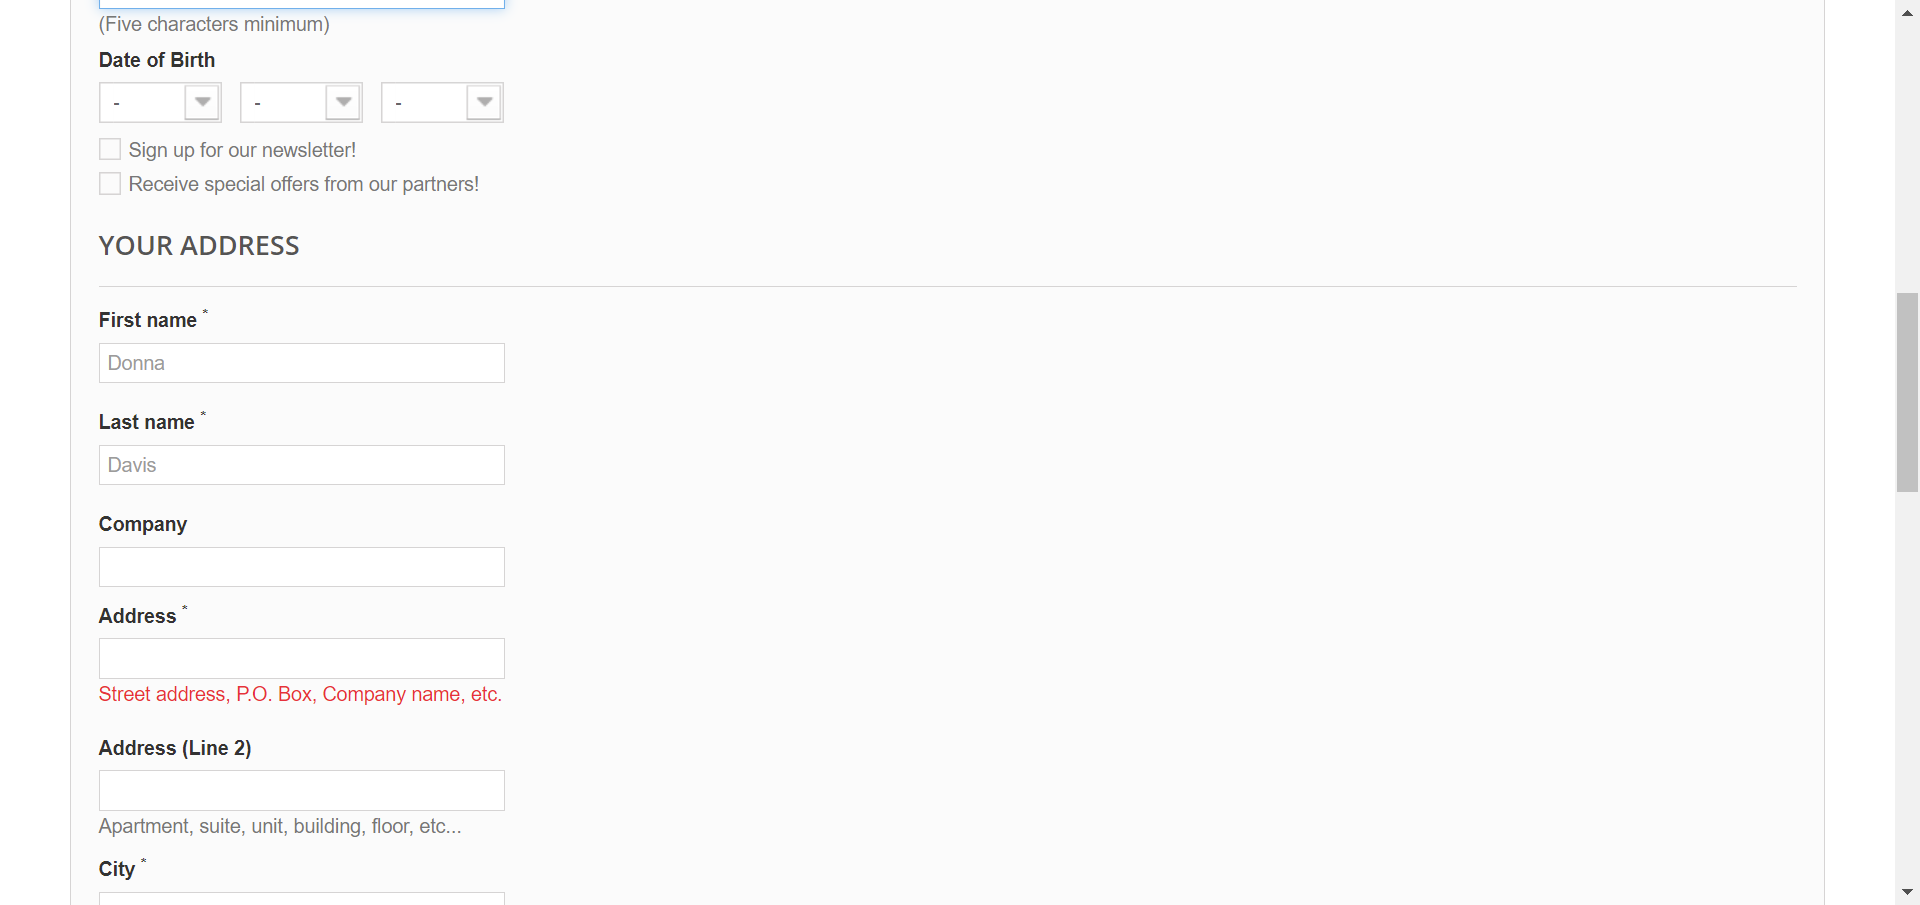 (Five characters minimum)
Date of Birth
- - -
Sign up for our newsletter!
Receive special offers from our partners!
YOUR ADDRESS
First name *
Donna
Last name *
Davis
Company
Address *
Street address, P.O. Box, Company name, etc.
Address (Line 2)
Apartment, suite, unit, building, floor, etc...
City *